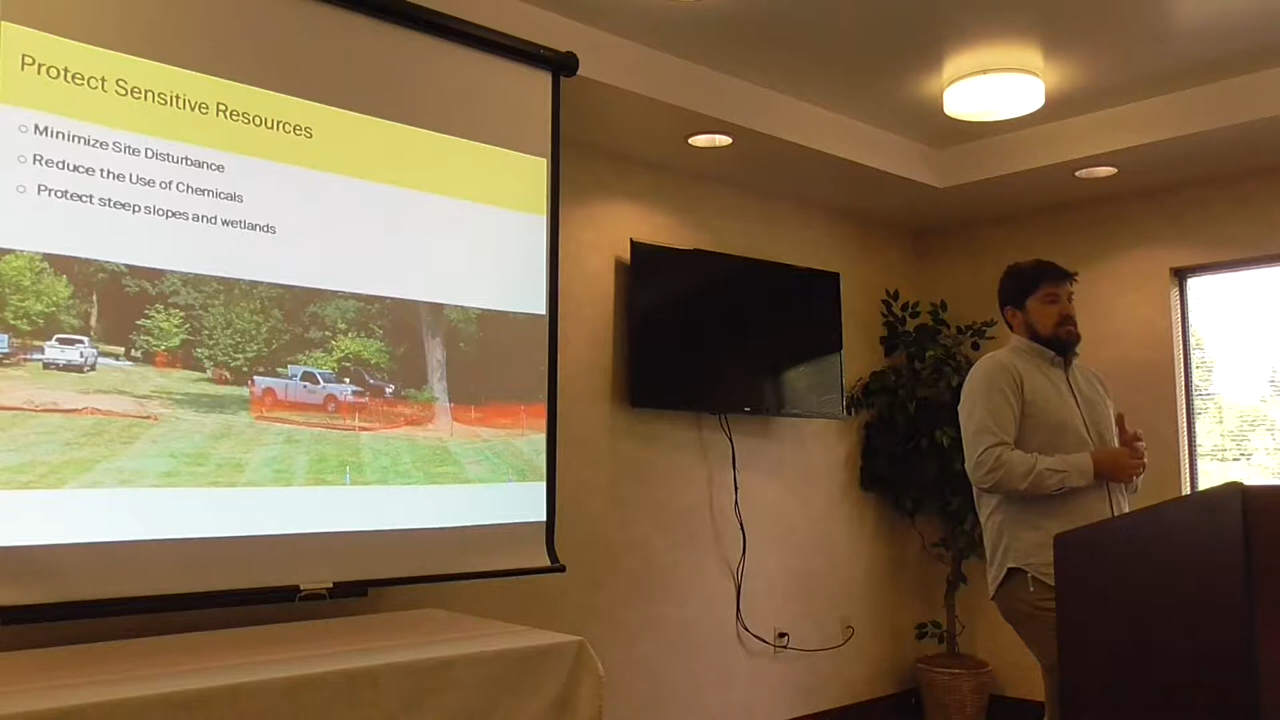 Protect Sensitive Resources
Minimize Site Disturbance
Reduce the Use of Chemicals
Protect steep slopes and wetlands